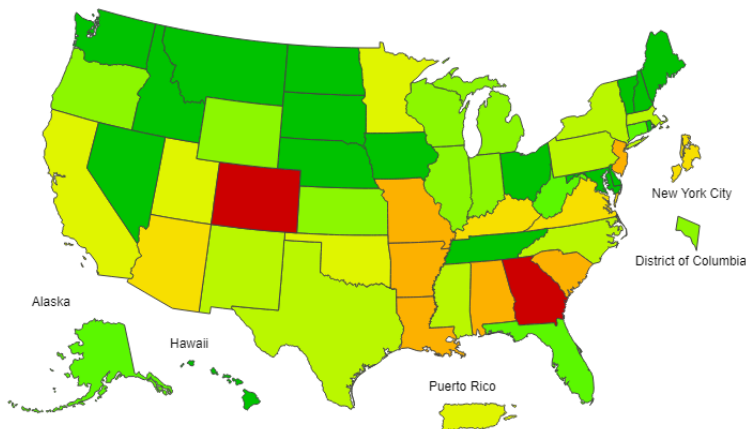 New York City
District of Columbia
Alaska
Hawaii
Puerto Rico